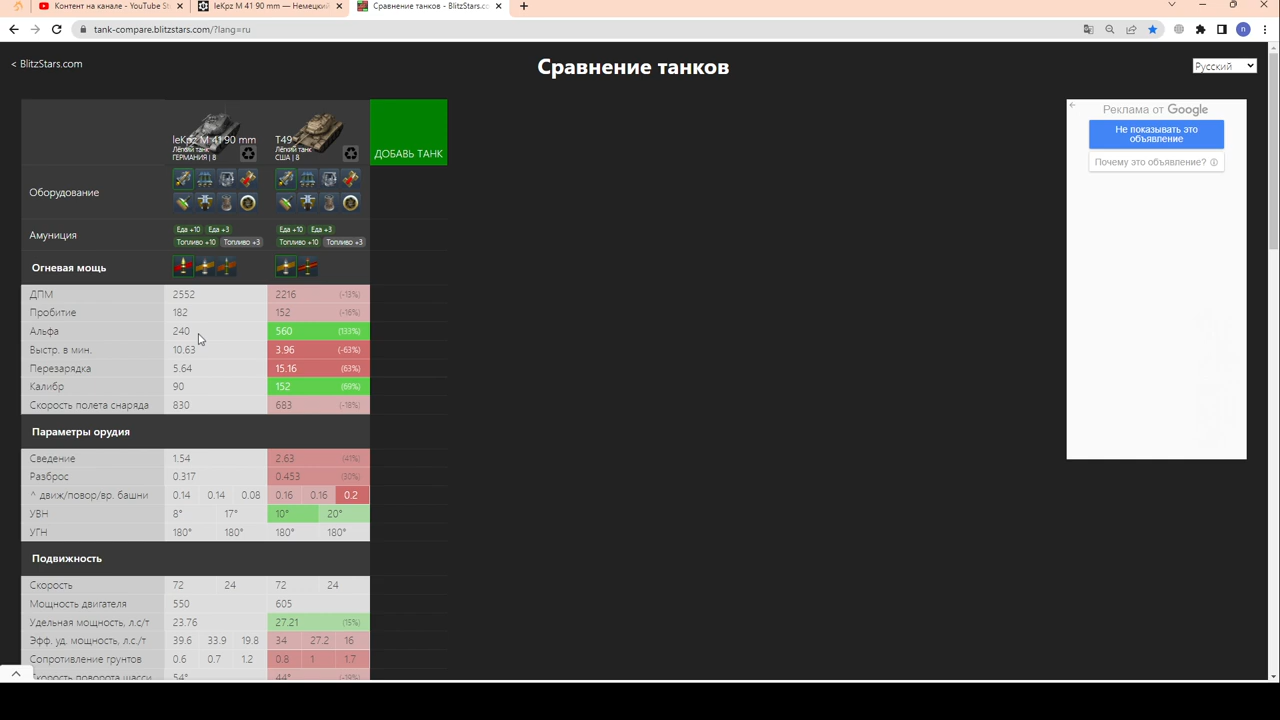 Контент на канале - YouTube St
leKpz M 41 90 mm — Немецкий
Сравнение танков - BlitzStars.co
tank-compare.blitzstars.com/?lang=ru
n
< BlitzStars.com
Сравнение танков
Русский
leKpz M 41 90 mm
Лёгкий танк
ГЕРМАНИЯ | 8
T49
Лёгкий танк
США | 8
ДОБАВЬ ТАНК
Оборудование
Амуниция
Еда +10 Еда +3 Еда +10 Еда +3
Топливо +10 Топливо +3 Топливо +10 Топливо +3
Огневая мощь
ДПМ 2552 2216 (-13%)
Пробитие 182 152 (-16%)
Альфа 240 560 (133%)
Выстр. в мин. 10.63 3.96 (-63%)
Перезарядка 5.64 15.16 (63%)
Калибр 90 152 (69%)
Скорость полета снаряда 830 683 (-18%)
Параметры орудия
Сведение 1.54 2.63 (41%)
Разброс 0.317 0.453 (30%)
^ движ/повор/вр. башни 0.14 0.14 0.08 0.16 0.16 0.2
УВН 8° 17° 10° 20°
УГН 180° 180° 180° 180°
Подвижность
Скорость 72 24 72 24
Мощность двигателя 550 605
Удельная мощность, л.с/т 23.76 27.21 (15%)
Эфф. уд. мощность, л.с./т 39.6 33.9 19.8 34 27.2 16
Сопротивление грунтов 0.6 0.7 1.2 0.8 1 1.7
Скорость поворота шасси 54° 44° (-19%)
Реклама от Google
Не показывать это
объявление
Почему это объявление?